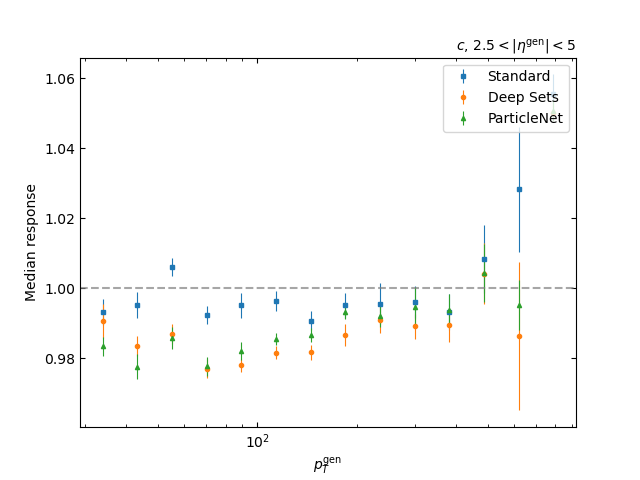 c, 2.5 < |η^gen| < 5
1.06
1.04
1.02
1.00
0.98
Median response
Standard
Deep Sets
ParticleNet
10^2
p_T^gen